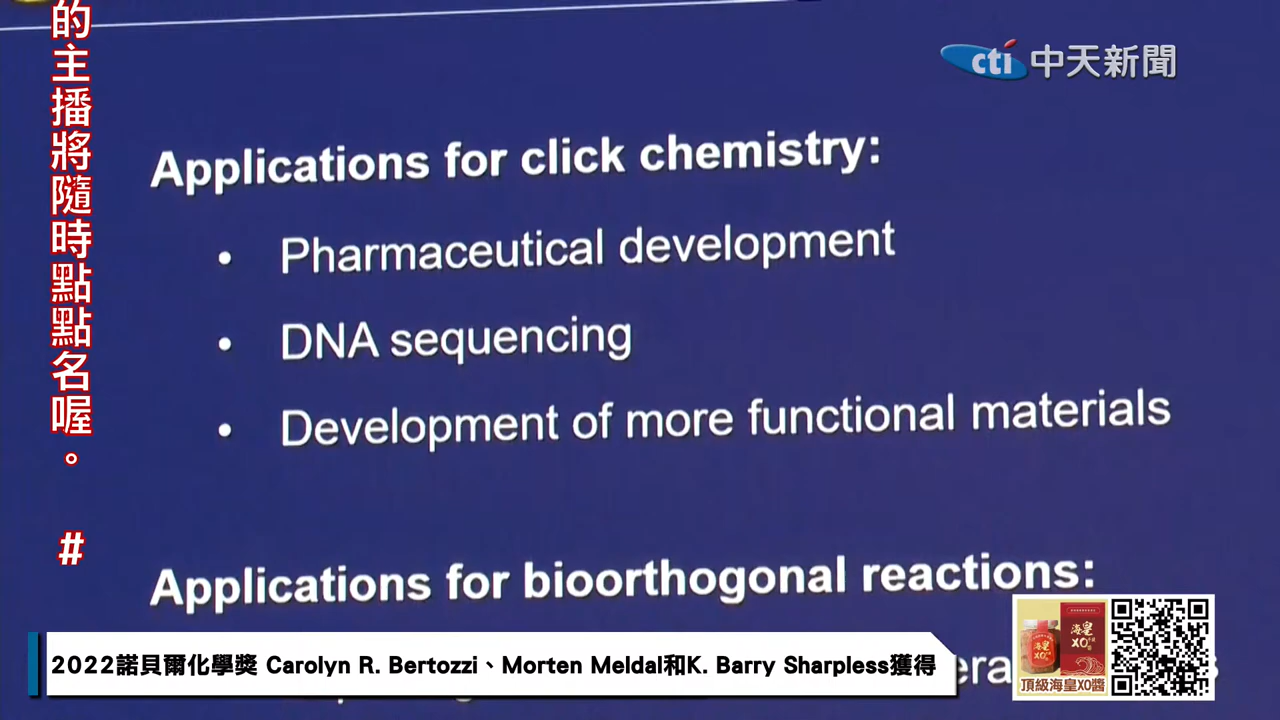 的主播將隨時點點名喔。 #
cti 中天新聞
Applications for click chemistry:
• Pharmaceutical development
• DNA sequencing
• Development of more functional materials
Applications for bioorthogonal reactions:
2022諾貝爾化學獎 Carolyn R. Bertozzi、Morten Meldal和K. Barry Sharpless獲得
海皇
XO醬
頂級海皇XO醬